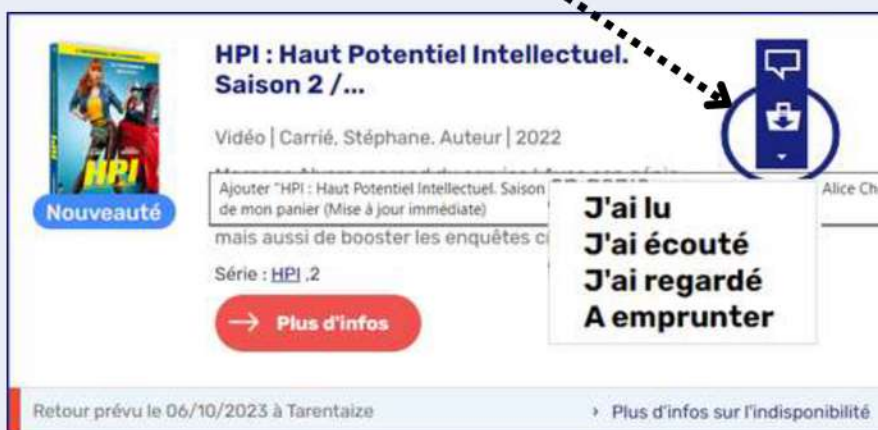 HPI : Haut Potentiel Intellectuel.
Saison 2 /...
Vidéo | Carrié, Stéphane. Auteur | 2022
HPI
Nouveauté
Ajouter "HPI : Haut Potentiel Intellectuel. Saison
Alice Ch
de mon panier (Mise à jour immédiate)
mais aussi de booster les enquêtes
Série : HPI ,2
Plus d'infos
J'ai lu
J'ai écouté
J'ai regardé
A emprunter
Retour prévu le 06/10/2023 à Tarentaize
Plus d'infos sur l'indisponibilité